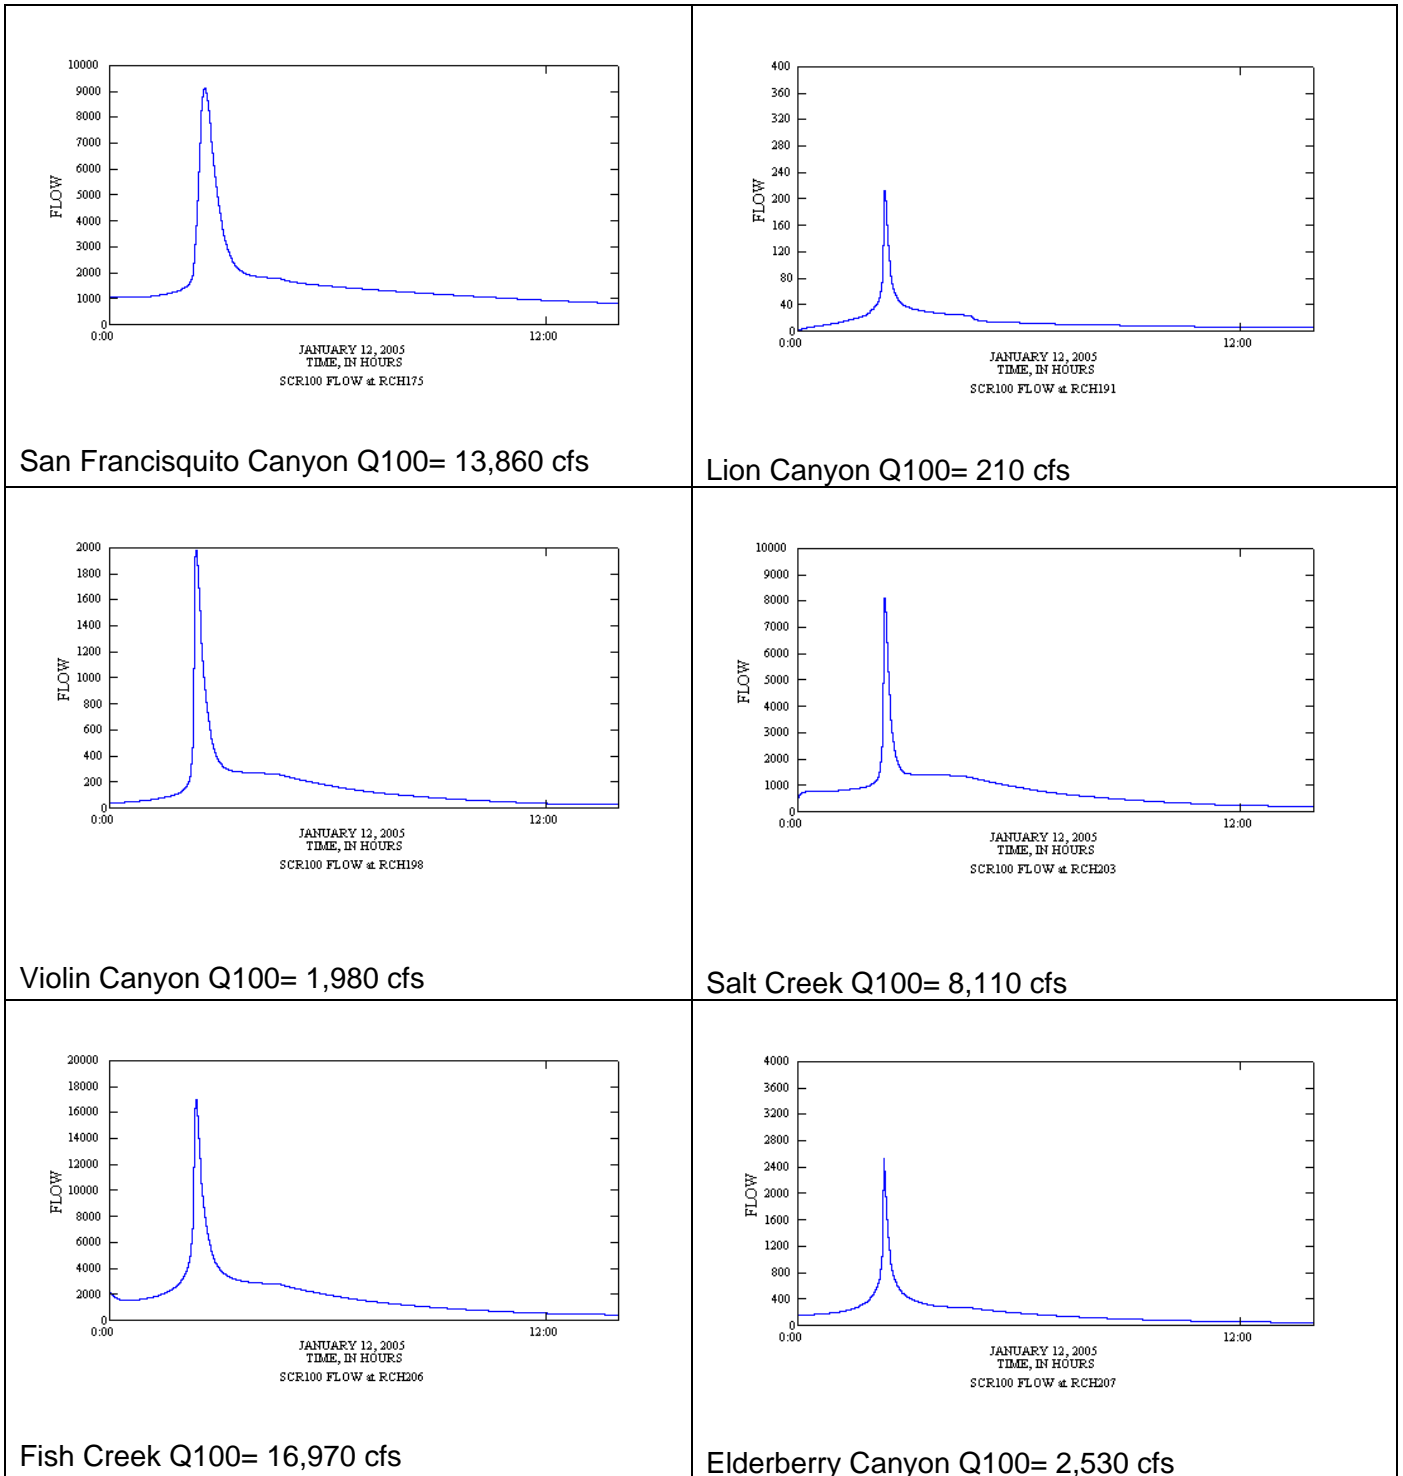 10000
9000
8000
7000
6000
5000
4000
3000
2000
1000
0
FLOW
0:00
12:00
JANUARY 12, 2005
TIME, IN HOURS
SCR100 FLOW at RCH175
San Francisquito Canyon Q100= 13,860 cfs
400
360
320
280
240
200
160
120
80
40
0
FLOW
0:00
12:00
JANUARY 12, 2005
TIME, IN HOURS
SCR100 FLOW at RCH191
Lion Canyon Q100= 210 cfs
2000
1800
1600
1400
1200
1000
800
600
400
200
0
FLOW
0:00
12:00
JANUARY 12, 2005
TIME, IN HOURS
SCR100 FLOW at RCH198
Violin Canyon Q100= 1,980 cfs
10000
9000
8000
7000
6000
5000
4000
3000
2000
1000
0
FLOW
0:00
12:00
JANUARY 12, 2005
TIME, IN HOURS
SCR100 FLOW at RCH203
Salt Creek Q100= 8,110 cfs
20000
18000
16000
14000
12000
10000
8000
6000
4000
2000
0
FLOW
0:00
12:00
JANUARY 12, 2005
TIME, IN HOURS
SCR100 FLOW at RCH206
Fish Creek Q100= 16,970 cfs
4000
3600
3200
2800
2400
2000
1600
1200
800
400
0
FLOW
0:00
12:00
JANUARY 12, 2005
TIME, IN HOURS
SCR100 FLOW at RCH207
Elderberry Canyon Q100= 2,530 cfs